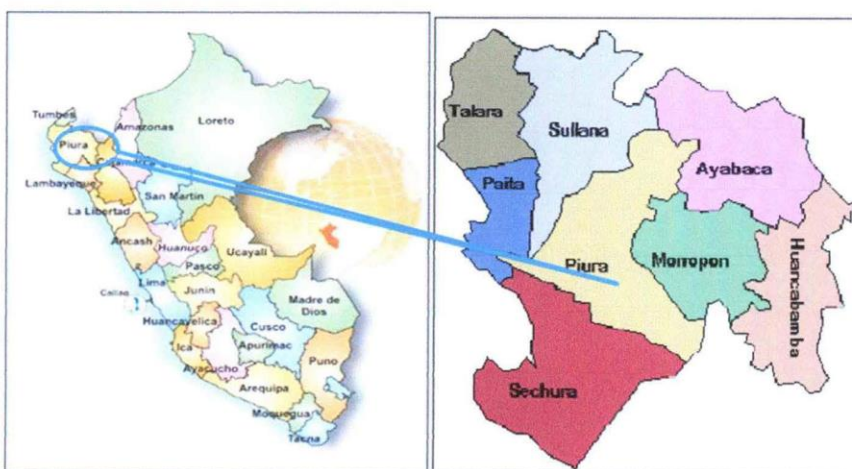 Tumbes
Loreto
Amazonas
Piura
Cajamarca
Lambayeque
San Martin
La Libertad
Ancash
Huanuco
Ucayali
Pasco
Lima
Junin
Callao
Madre de
Dios
Huancavelica
Cusco
Ica
Apurimac
Puno
Ayacucho
Arequipa
Moquegua
Tacna
Talara
Sullana
Ayabaca
Paita
Piura
Morropon
Huancabamba
Sechura